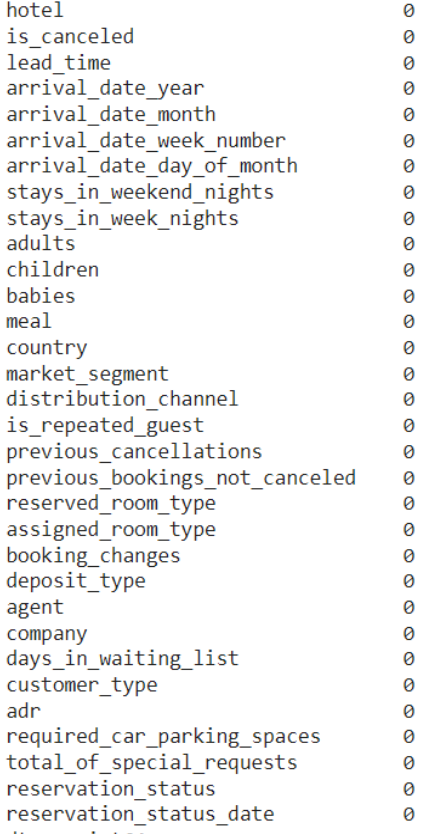 hotel 0
is_canceled 0
lead_time 0
arrival_date_year 0
arrival_date_month 0
arrival_date_week_number 0
arrival_date_day_of_month 0
stays_in_weekend_nights 0
stays_in_week_nights 0
adults 0
children 0
babies 0
meal 0
country 0
market_segment 0
distribution_channel 0
is_repeated_guest 0
previous_cancellations 0
previous_bookings_not_canceled 0
reserved_room_type 0
assigned_room_type 0
booking_changes 0
deposit_type 0
agent 0
company 0
days_in_waiting_list 0
customer_type 0
adr 0
required_car_parking_spaces 0
total_of_special_requests 0
reservation_status 0
reservation_status_date 0